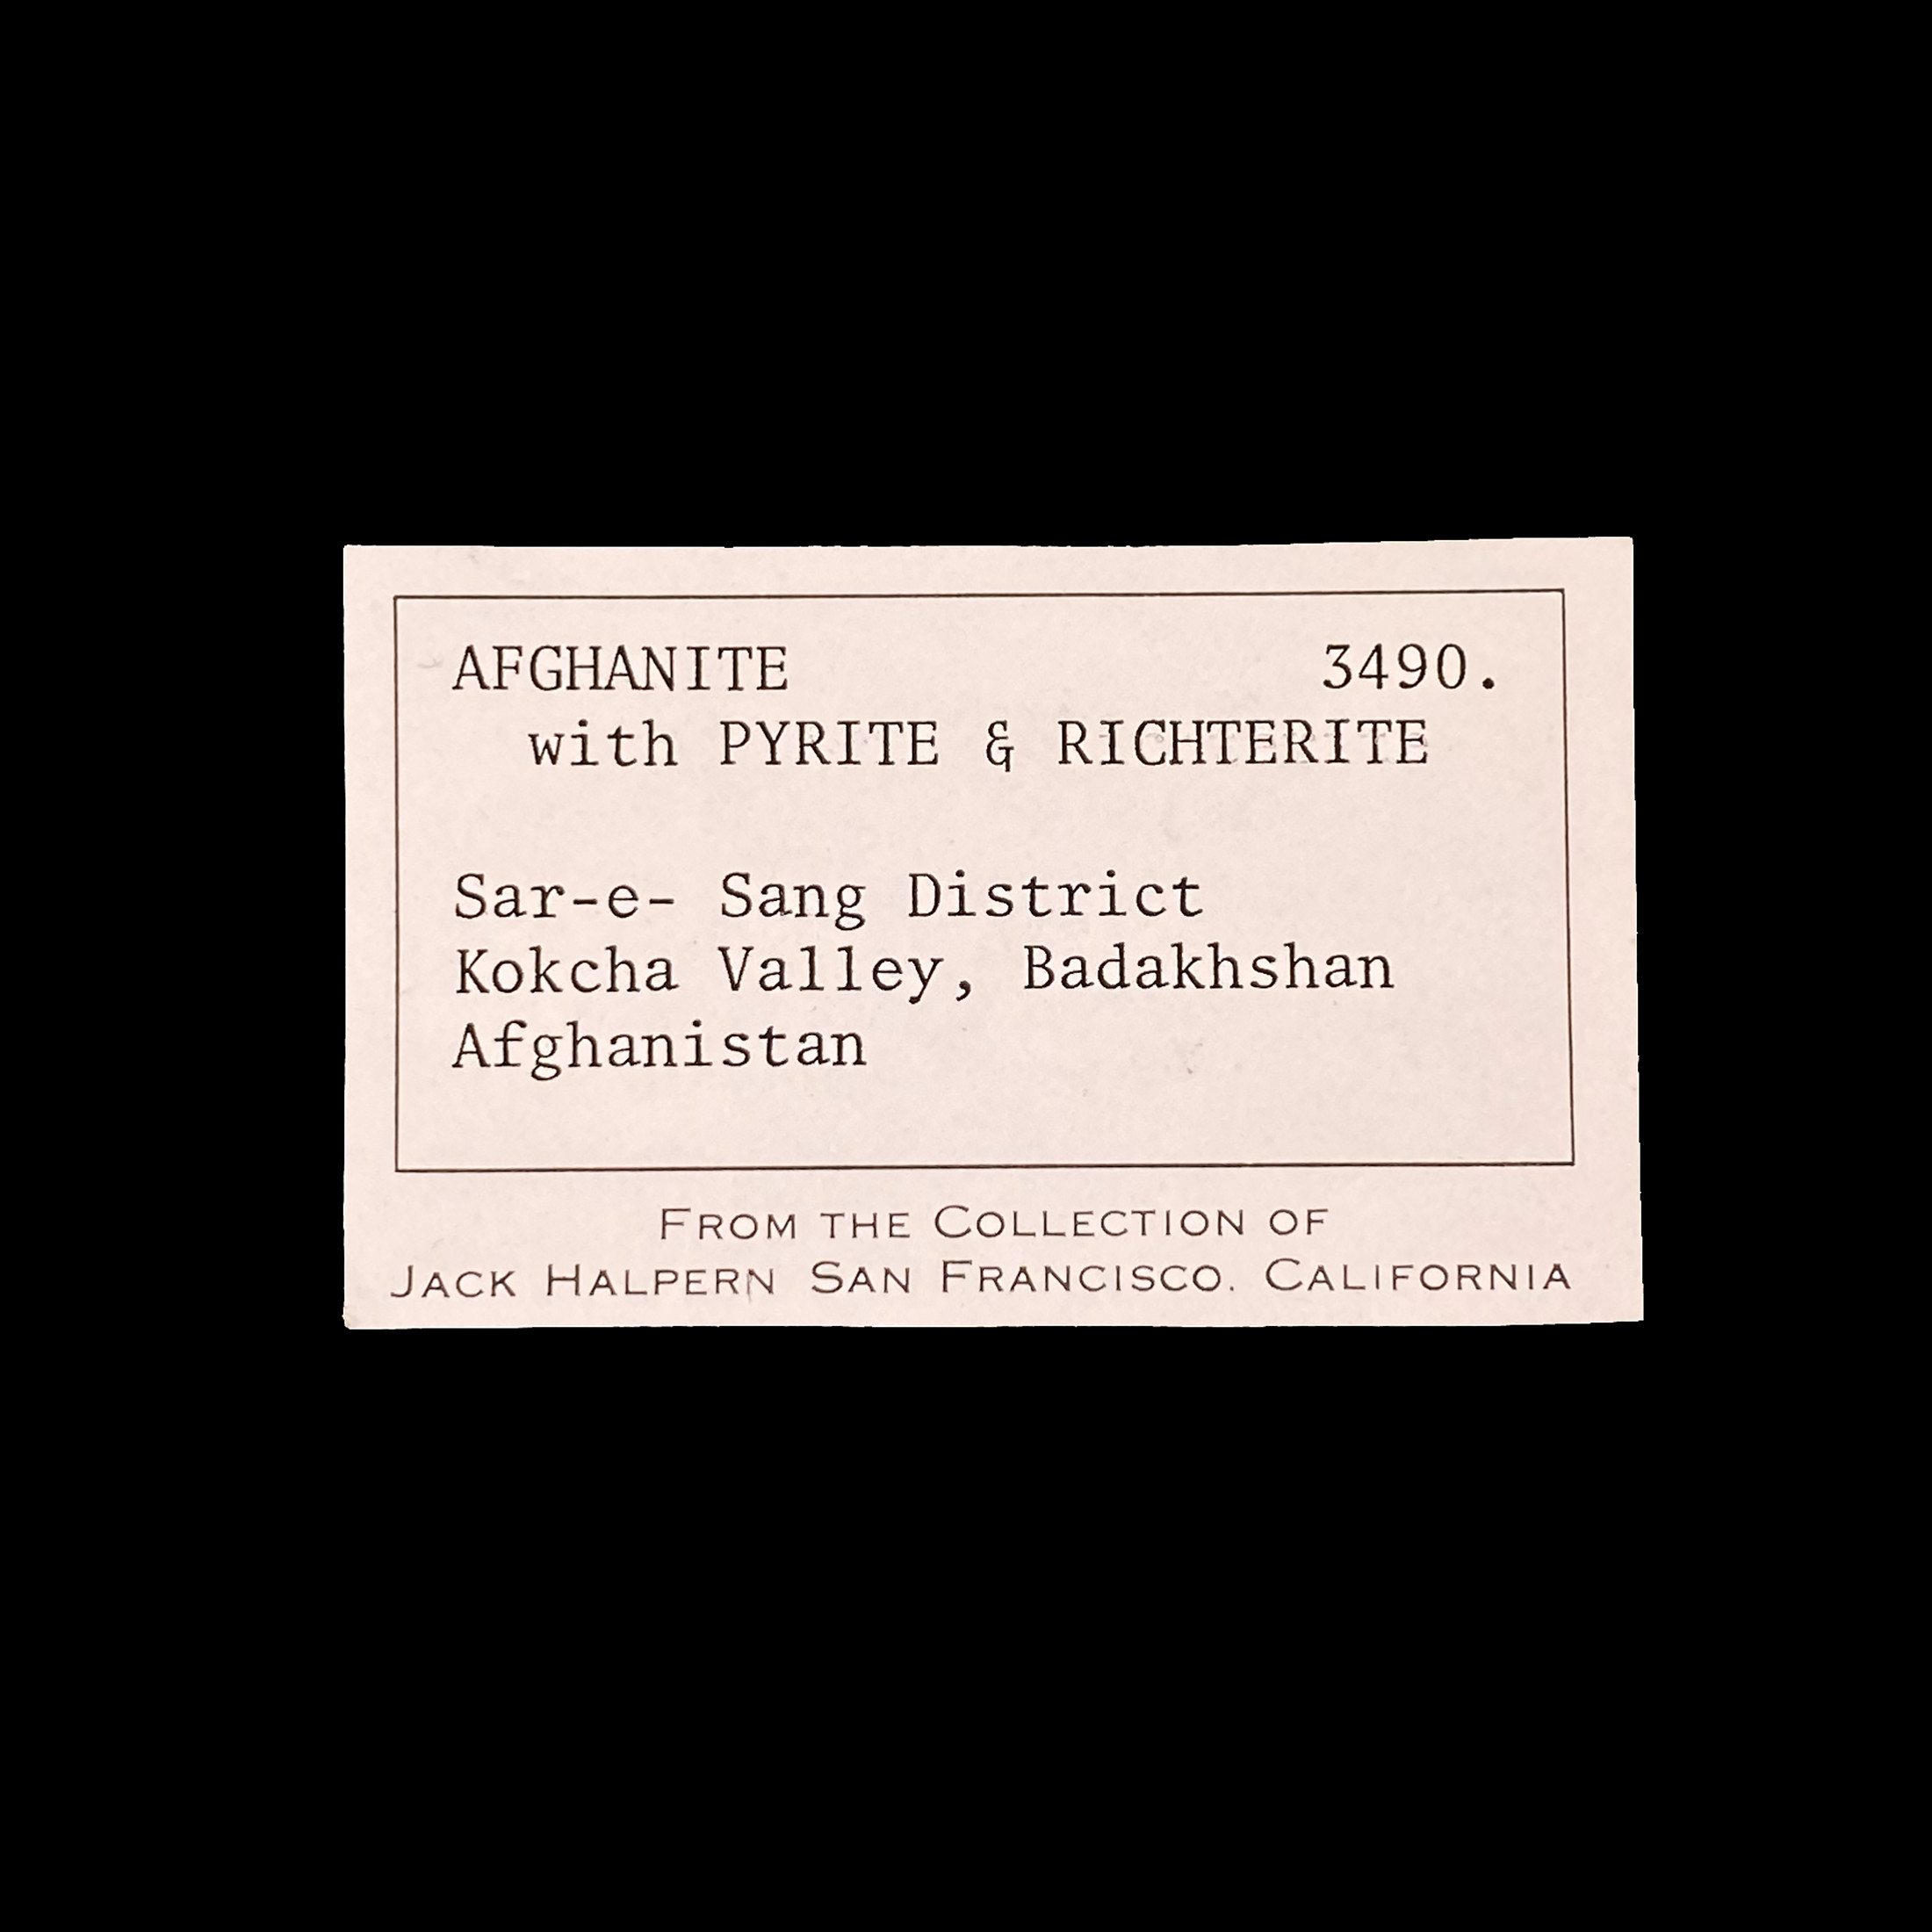 AFGHANITE 3490.
with PYRITE & RICHTERITE
Sar-e- Sang District
Kokcha Valley, Badakhshan
Afghanistan
FROM THE COLLECTION OF
JACK HALPERN SAN FRANCISCO. CALIFORNIA